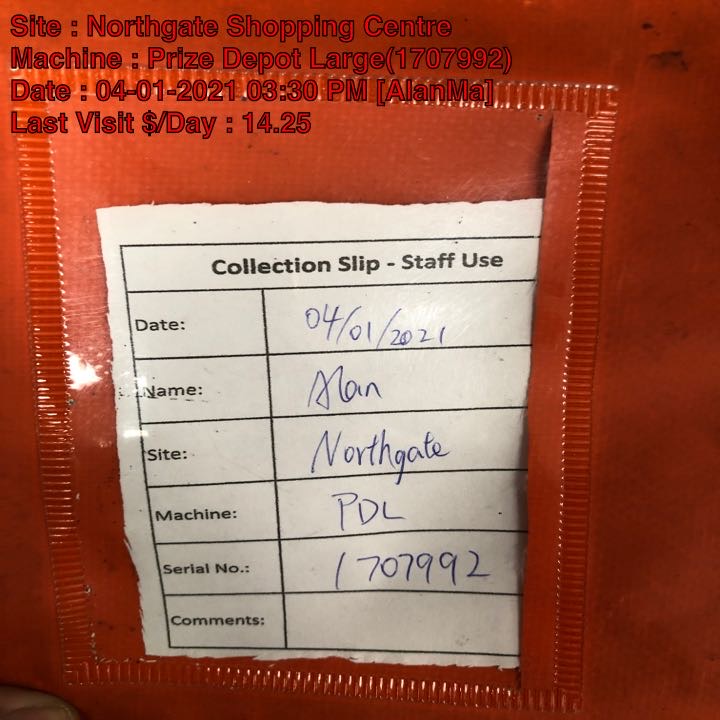 Site : Northgate Shopping Centre
Machine : Prize Depot Large(1707992)
Date : 04-01-2021 03:30 PM [AlanMa]
Last Visit $/Day : 14.25
Collection Slip - Staff Use
Date: 04/01/2021
Name: Alan
Site: Northgate
Machine: PDL
Serial No.: 1707992
Comments: